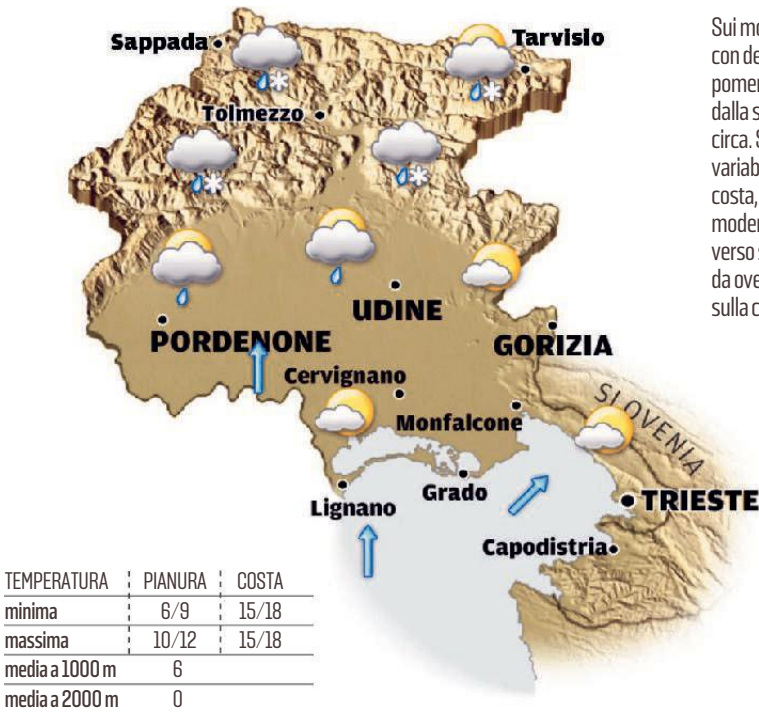 Sappada
Tarvisio
Tolmezzo
UDINE
PORDENONE
GORIZIA
Cervignano
Monfalcone
SLOVENIA
Lignano
Grado
TRIESTE
Capodistria
TEMPERATURA PIANURA COSTA
minima 6/9 15/18
massima 10/12 15/18
media a 1000 m 6
media a 2000 m 0
Sui mo
con de
pomer
dalla s
circa. S
variab
costa,
moder
verso s
da ove
sulla c